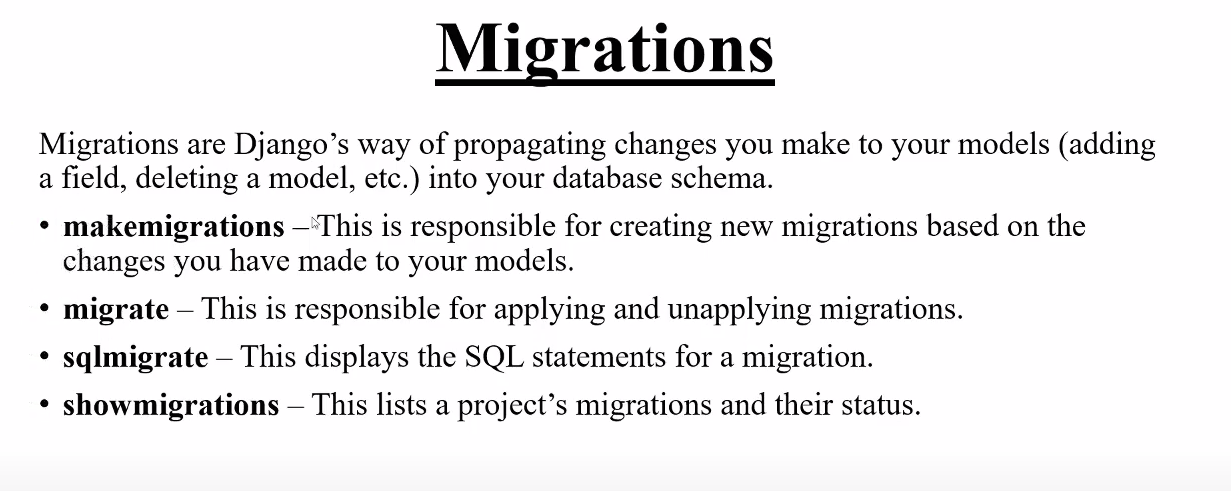 Migrations
Migrations are Django’s way of propagating changes you make to your models (adding
a field, deleting a model, etc.) into your database schema.
• makemigrations – This is responsible for creating new migrations based on the
changes you have made to your models.
• migrate – This is responsible for applying and unapplying migrations.
• sqlmigrate – This displays the SQL statements for a migration.
• showmigrations – This lists a project’s migrations and their status.